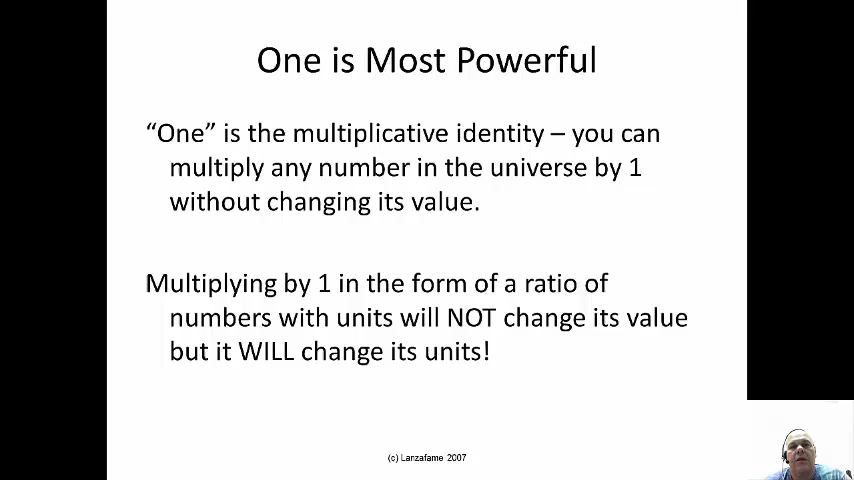 One is Most Powerful
“One” is the multiplicative identity – you can
multiply any number in the universe by 1
without changing its value.
Multiplying by 1 in the form of a ratio of
numbers with units will NOT change its value
but it WILL change its units!
(c) Lanzafame 2007